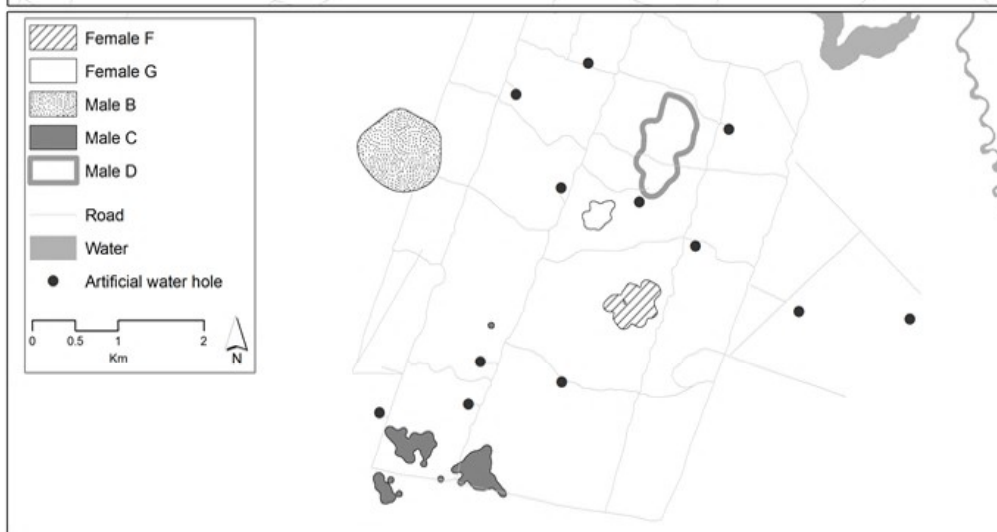 Female F
Female G
Male B
Male C
Male D
Road
Water
Artificial water hole
0 0.5 1 2
Km
N